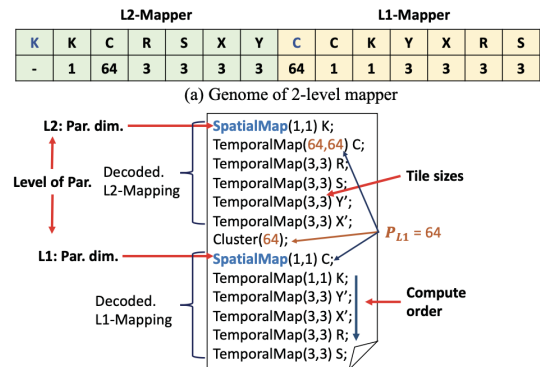 L2-Mapper L1-Mapper
K K C R S X Y C C K Y X R S
- 1 64 3 3 3 3 64 1 1 3 3 3 3
(a) Genome of 2-level mapper
L2: Par. dim.
Level of Par.
L1: Par. dim.
Decoded.
L2-Mapping
Decoded.
L1-Mapping
SpatialMap(1,1) K;
TemporalMap(64,64) C;
TemporalMap(3,3) R;
TemporalMap(3,3) S;
TemporalMap(3,3) Y’;
TemporalMap(3,3) X’;
Cluster(64);
SpatialMap(1,1) C;
TemporalMap(1,1) K;
TemporalMap(3,3) Y’;
TemporalMap(3,3) X’;
TemporalMap(3,3) R;
TemporalMap(3,3) S;
Tile sizes
P_L1 = 64
Compute
order